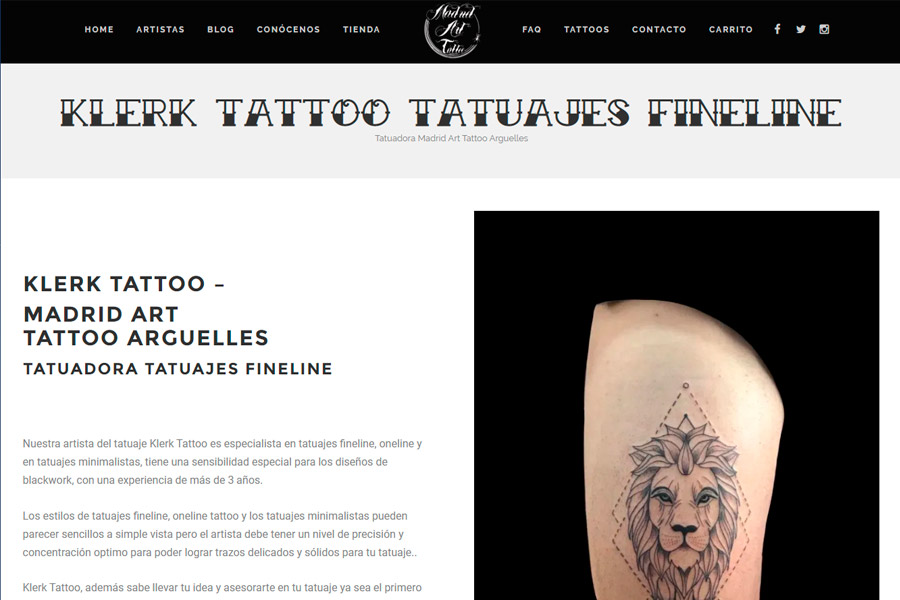 HOME ARTISTAS BLOG CONÓCENOS TIENDA
Madrid
Art
Tattoo
FAQ TATTOOS CONTACTO CARRITO
KLERK TATTOO TATUAJES FINELINE
Tatuadora Madrid Art Tattoo Arguelles
KLERK TATTOO –
MADRID ART
TATTOO ARGUELLES
TATUADORA TATUAJES FINELINE
Nuestra artista del tatuaje Klerk Tattoo es especialista en tatuajes fineline, oneline y
en tatuajes minimalistas, tiene una sensibilidad especial para los diseños de
blackwork, con una experiencia de más de 3 años.
Los estilos de tatuajes fineline, oneline tattoo y los tatuajes minimalistas pueden
parecer sencillos a simple vista pero el artista debe tener un nivel de precisión y
concentración optimo para poder lograr trazos delicados y sólidos para tu tatuaje..
Klerk Tattoo, además sabe llevar tu idea y asesorarte en tu tatuaje ya sea el primero